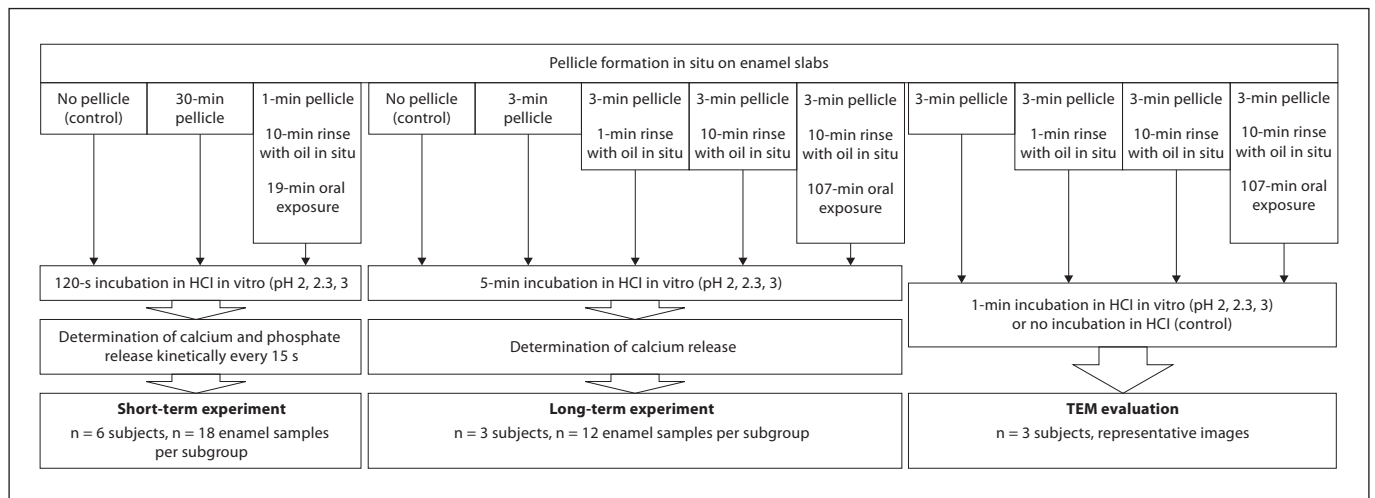 Pellicle formation in situ on enamel slabs
No pellicle
(control)
30-min
pellicle
1-min pellicle
10-min rinse
with oil in situ
19-min oral
exposure
No pellicle
(control)
3-min
pellicle
3-min pellicle
1-min rinse
with oil in situ
3-min pellicle
10-min rinse
with oil in situ
3-min pellicle
10-min rinse
with oil in situ
107-min oral
exposure
3-min pellicle
3-min pellicle
1-min rinse
with oil in situ
3-min pellicle
10-min rinse
with oil in situ
3-min pellicle
10-min rinse
with oil in situ
107-min oral
exposure
120-s incubation in HCl in vitro (pH 2, 2.3, 3
5-min incubation in HCl in vitro (pH 2, 2.3, 3)
1-min incubation in HCl in vitro (pH 2, 2.3, 3)
or no incubation in HCl (control)
Determination of calcium and phosphate
release kinetically every 15 s
Determination of calcium release
Short-term experiment
n = 6 subjects, n = 18 enamel samples
per subgroup
Long-term experiment
n = 3 subjects, n = 12 enamel samples per subgroup
TEM evaluation
n = 3 subjects, representative images